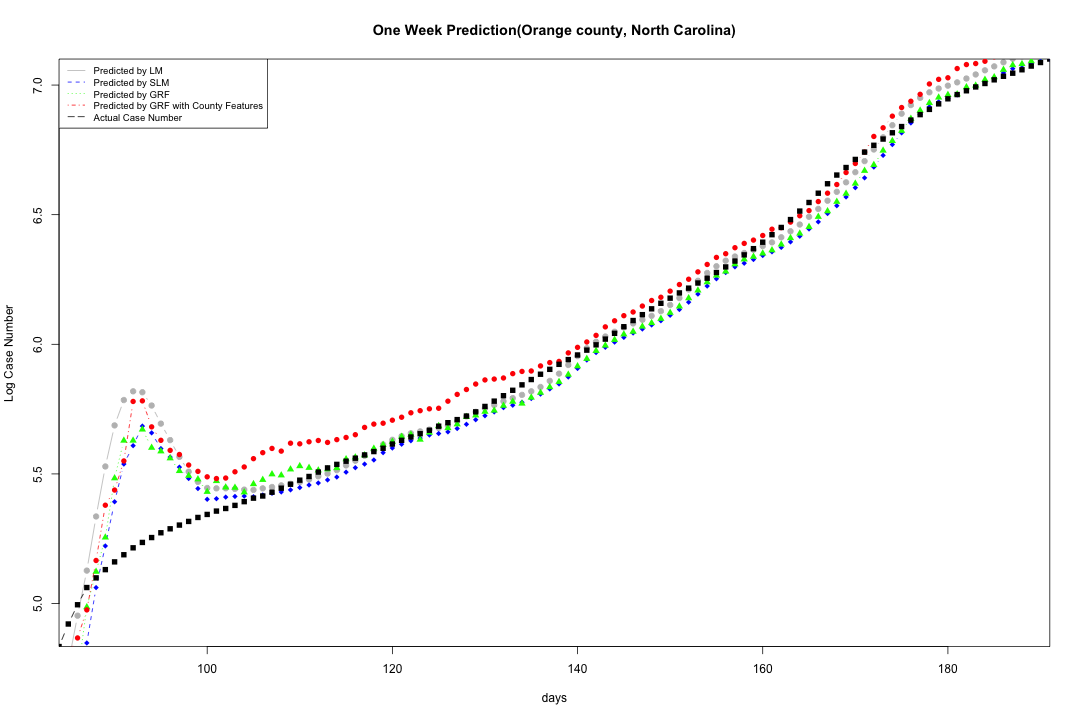 One Week Prediction(Orange county, North Carolina)
Predicted by LM
Predicted by SLM
Predicted by GRF
Predicted by GRF with County Features
Actual Case Number
Log Case Number
7.0
6.5
6.0
5.5
5.0
100 120 140 160 180
days